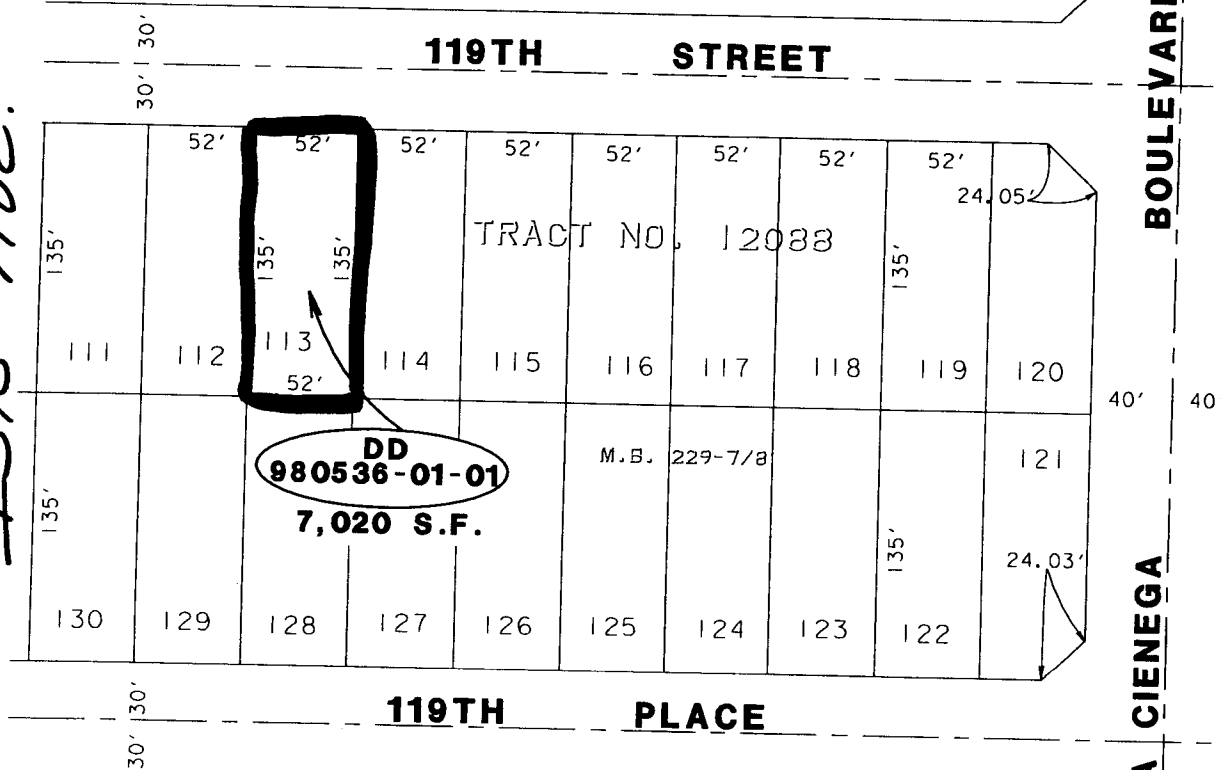 30'
30'
119TH STREET
BOULEVAR
52' 52' 52' 52' 52' 52' 52' 52'
24.05'
TRACT NO. 12088
135' 135' 135' 135'
111 112 113 114 115 116 117 118 119 120
52'
40' 40
DD
980536-01-01
7,020 S.F.
M.B. 229-7/8
121
135' 135'
24.03'
130 129 128 127 126 125 124 123 122
30'
30'
119TH PLACE
A CIENEGA